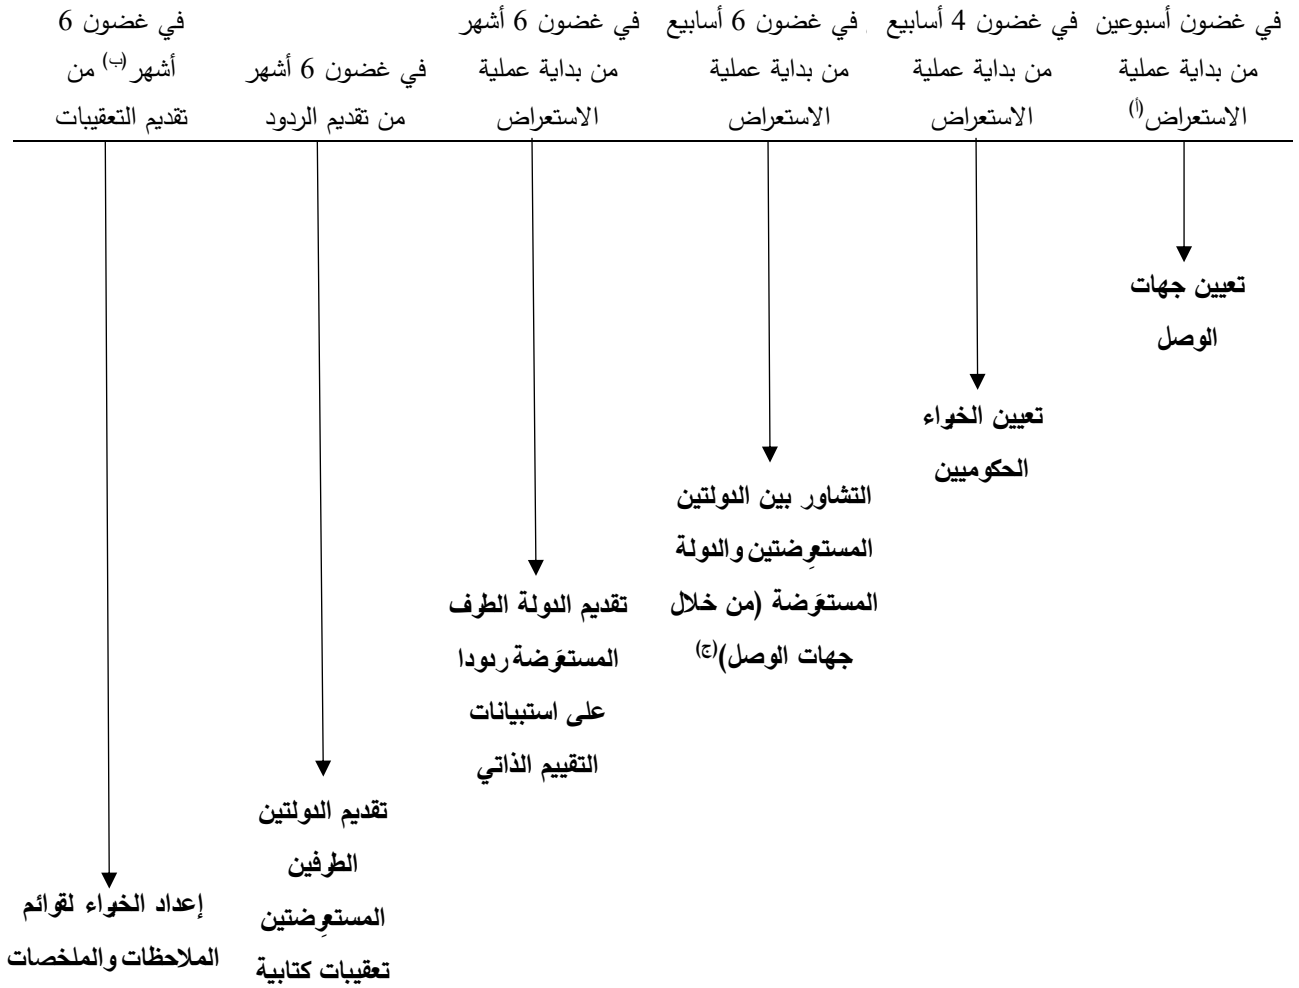 في غضون أسبوعين
من بداية عملية
الاستعراض(أ)
في غضون 4 أسابيع
من بداية عملية
الاستعراض
في غضون 6 أسابيع
من بداية عملية
الاستعراض
في غضون 6 أشهر
من بداية عملية
الاستعراض
في غضون 6 أشهر
من تقديم الردود
في غضون 6
أشهر(ب) من
تقديم التعقيبات
تعيين جهات
الوصل
تعيين الخبراء
الحكوميين
التشاور بين الدولتين
المستعرِضتين والدولة
المستعرَضة (من خلال
جهات الوصل)(ج)
تقديم الدولة الطرف
المستعرَضة ردودا
على استبيانات
التقييم الذاتي
تقديم الدولتين
الطرفين
المستعرِضتين
تعقيبات كتابية
إعداد الخبراء لقوائم
الملاحظات والملخصات